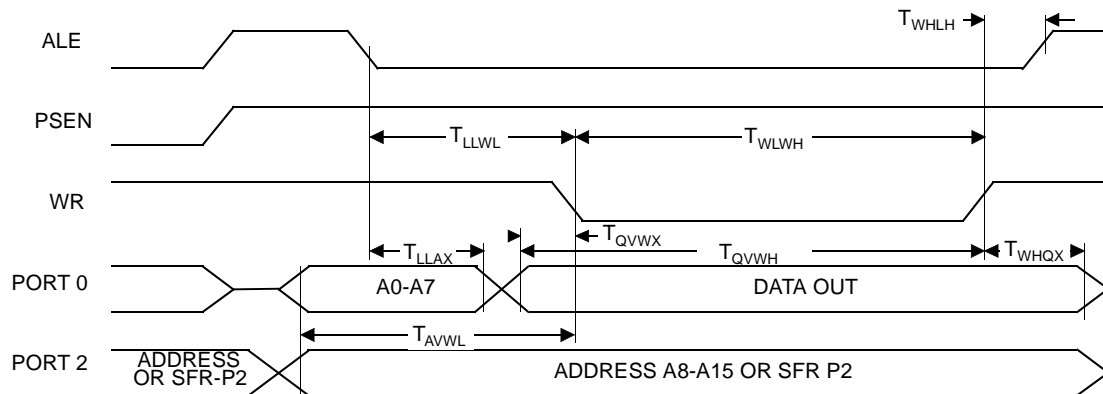 ALE
T_WHLH
PSEN
T_LLWL
T_WLWH
WR
T_QVWX
T_LLAX
T_QVWH
T_WHQX
PORT 0
A0-A7
DATA OUT
T_AVWL
PORT 2
ADDRESS
OR SFR-P2
ADDRESS A8-A15 OR SFR P2